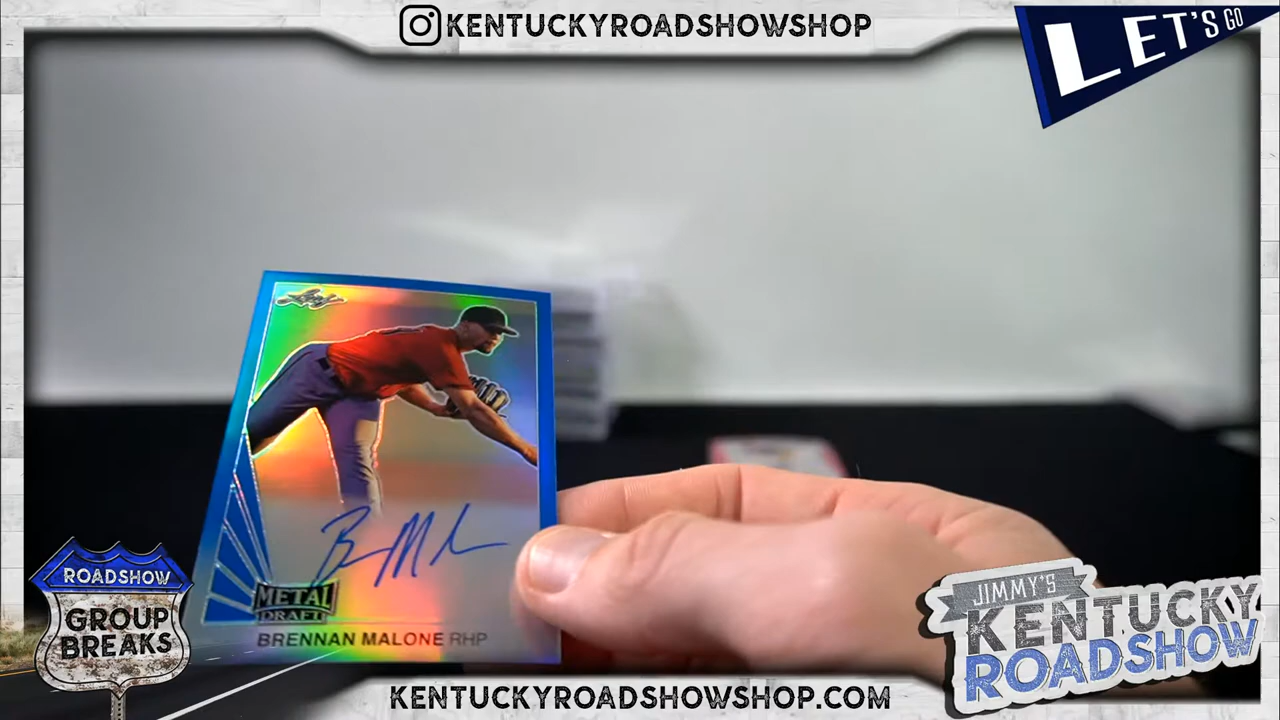 KENTUCKYROADSHOWSHOP
LET'S GO
Leaf
B M
METAL
DRAFT
BRENNAN MALONE RHP
ROADSHOW
GROUP
BREAKS
JIMMY'S
KENTUCKY
ROADSHOW
KENTUCKYROADSHOWSHOP.COM